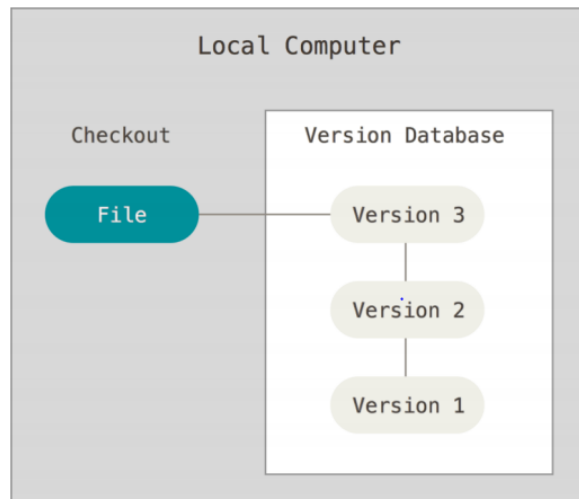 Local Computer
Checkout
Version Database
File
Version 3
Version 2
Version 1